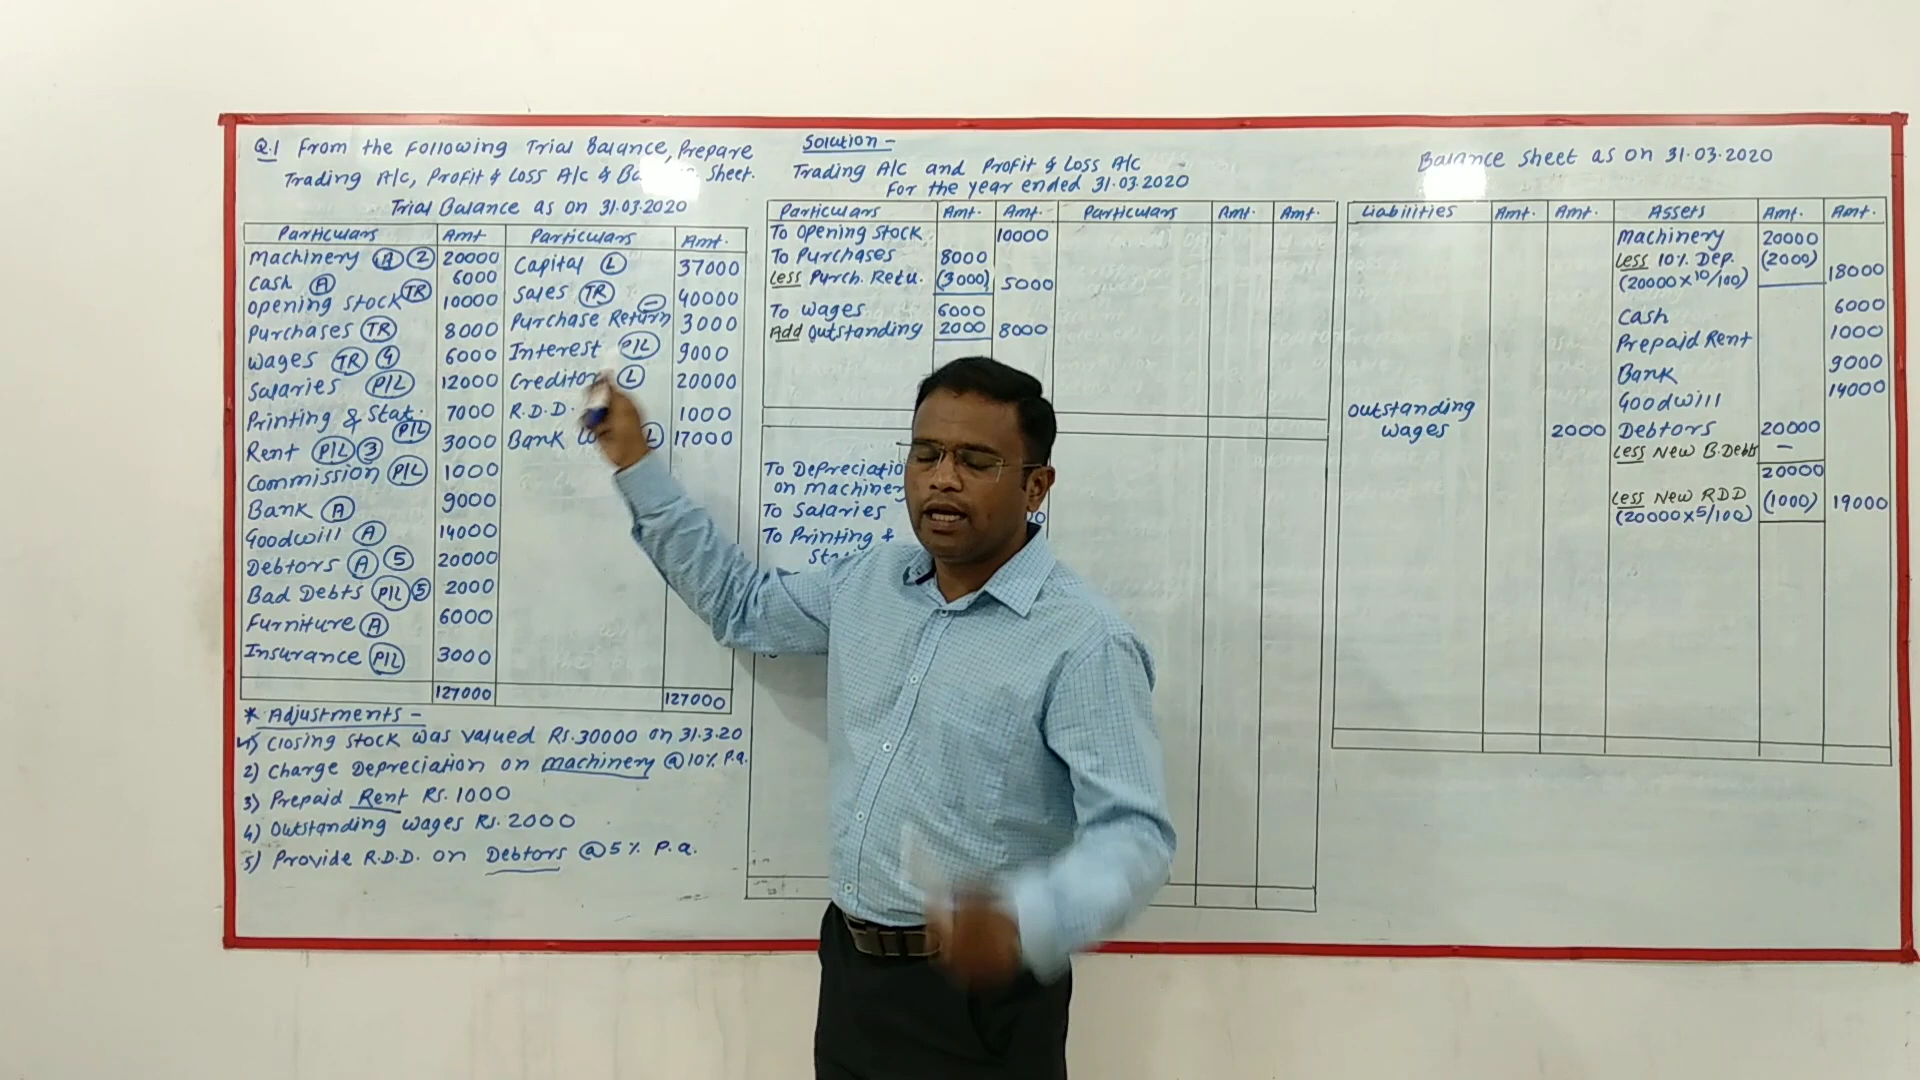 Q.1 From the Following Trial Balance, Prepare
Trading A/c, Profit & Loss A/c & Sheet.
Trial Balance as on 31.03.2020
Particulars Amt Particulars Amt.
Machinery A 2 20000 Capital L 37000
Cash A 6000 Sales TR 40000
Opening Stock TR 10000 Purchase Return - 3000
Purchases TR 8000 Interest P/L 9000
Wages TR 4 6000 Creditor L 20000
Salaries P/L 12000 R.D.D. 1000
Printing & Stat. P/L 7000 Bank 17000
Rent P/L 3 3000
Commission P/L 1000
Bank A 9000
Goodwill A 14000
Debtors A 5 20000
Bad Debts P/L 5 2000
Furniture A 6000
Insurance P/L 3000
127000 127000
* Adjustments -
1) Closing Stock was valued Rs.30000 on 31.3.20
2) Charge Depreciation on machinery @10% P.a.
3) Prepaid Rent Rs.1000
4) Outstanding wages Rs.2000
5) Provide R.D.D. on Debtors @5% P.a.
Solution -
Trading A/c and Profit & Loss A/c
For the year ended 31.03.2020
Particulars Amt. Amt. Particulars Amt. Amt.
To Opening Stock 10000
To Purchases 8000
Less Purch. Retu. (3000) 5000
To Wages 6000
Add Outstanding 2000 8000
To
on machinery
To Salaries
To Printing &
Balance Sheet as on 31.03.2020
Liabilities Amt. Amt. Assets Amt. Amt.
Machinery 20000
Less 10% Dep. (2000)
(20000×10/100) 18000
Cash 6000
Prepaid Rent 1000
Bank 9000
Goodwill 14000
Outstanding
wages 2000 Debtors 20000
Less New B.Debts -
20000
Less New RDD (1000) 19000
(20000×5/100)